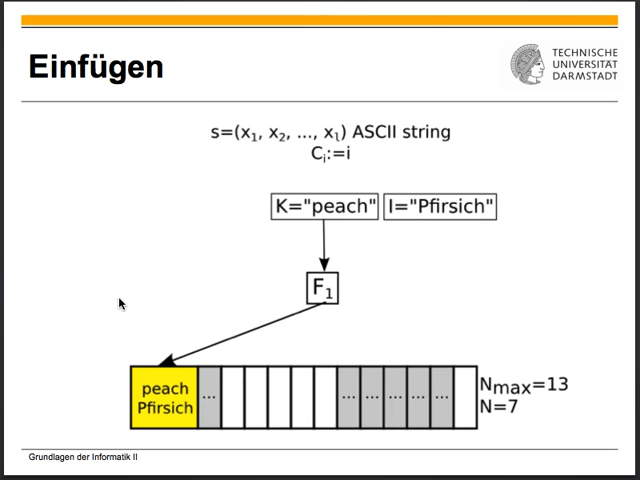 Einfügen
TECHNISCHE
UNIVERSITÄT
DARMSTADT
s=(x₁, x₂, ..., xₗ) ASCII string
Cᵢ:=i
K="peach" I="Pfirsich"
F₁
peach
Pfirsich
... ... ... ... ... ...
Nmax=13
N=7
Grundlagen der Informatik II